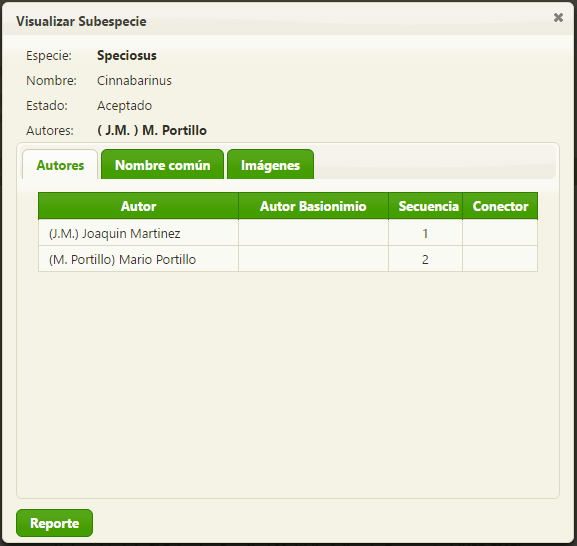 Visualizar Subespecie
Especie: Speciosus
Nombre: Cinnabarinus
Estado: Aceptado
Autores: ( J.M. ) M. Portillo
Autores Nombre común Imágenes
Autor Autor Basionimio Secuencia Conector
(J.M.) Joaquin Martinez 1
(M. Portillo) Mario Portillo 2
Reporte